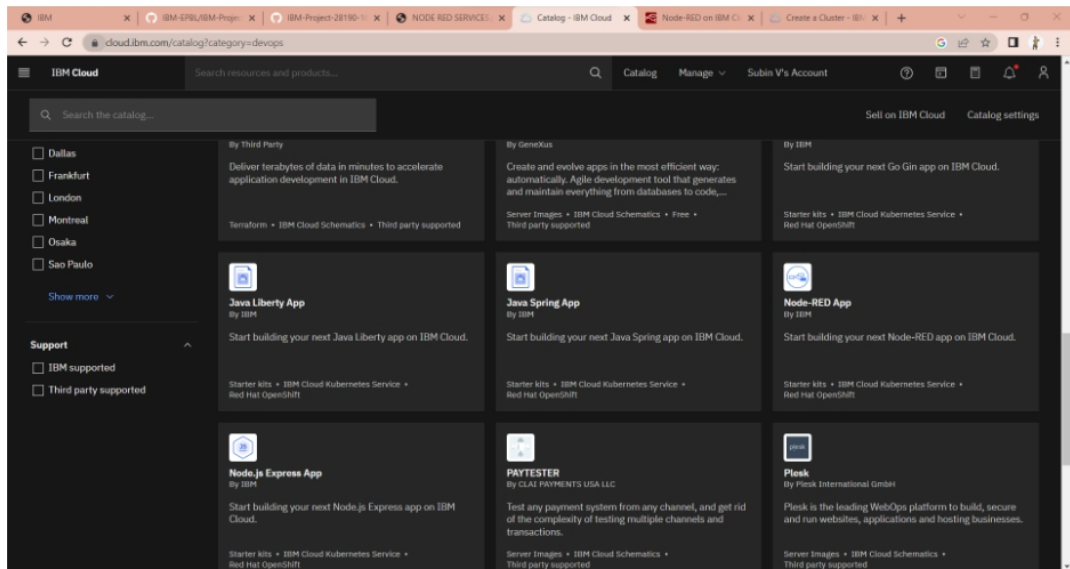 IBM
IBM-EPBL/IBM-Projec
IBM-Project-28190-1
NODE RED SERVICES
Catalog - IBM Cloud
Node-RED on IBM Cl
Create a Cluster - IBM
cloud.ibm.com/catalog?category=devops
IBM Cloud
Search resources and products...
Catalog
Manage
Subin V's Account
Search the catalog...
Sell on IBM Cloud
Catalog settings
Dallas
Frankfurt
London
Montreal
Osaka
Sao Paulo
Show more
Support
IBM supported
Third party supported
By Third Party
Deliver terabytes of data in minutes to accelerate
application development in IBM Cloud.
Terraform • IBM Cloud Schematics • Third party supported
By GeneXus
Create and evolve apps in the most efficient way:
automatically. Agile development tool that generates
and maintain everything from databases to code,...
Server Images • IBM Cloud Schematics • Free •
Third party supported
By IBM
Start building your next Go Gin app on IBM Cloud.
Starter kits • IBM Cloud Kubernetes Service •
Red Hat OpenShift
Java Liberty App
By IBM
Start building your next Java Liberty app on IBM Cloud.
Starter kits • IBM Cloud Kubernetes Service •
Red Hat OpenShift
Java Spring App
By IBM
Start building your next Java Spring app on IBM Cloud.
Starter kits • IBM Cloud Kubernetes Service •
Red Hat OpenShift
Node-RED App
By IBM
Start building your next Node-RED app on IBM Cloud.
Starter kits • IBM Cloud Kubernetes Service •
Red Hat OpenShift
Node.js Express App
By IBM
Start building your next Node.js Express app on IBM
Cloud.
Starter kits • IBM Cloud Kubernetes Service •
Red Hat OpenShift
PAYTESTER
By CLAI PAYMENTS USA LLC
Test any payment system from any channel, and get rid
of the complexity of testing multiple channels and
transactions.
Server Images • IBM Cloud Schematics •
Third party supported
plesk
Plesk
By Plesk International GmbH
Plesk is the leading WebOps platform to build, secure
and run websites, applications and hosting businesses.
Server Images • IBM Cloud Schematics •
Third party supported